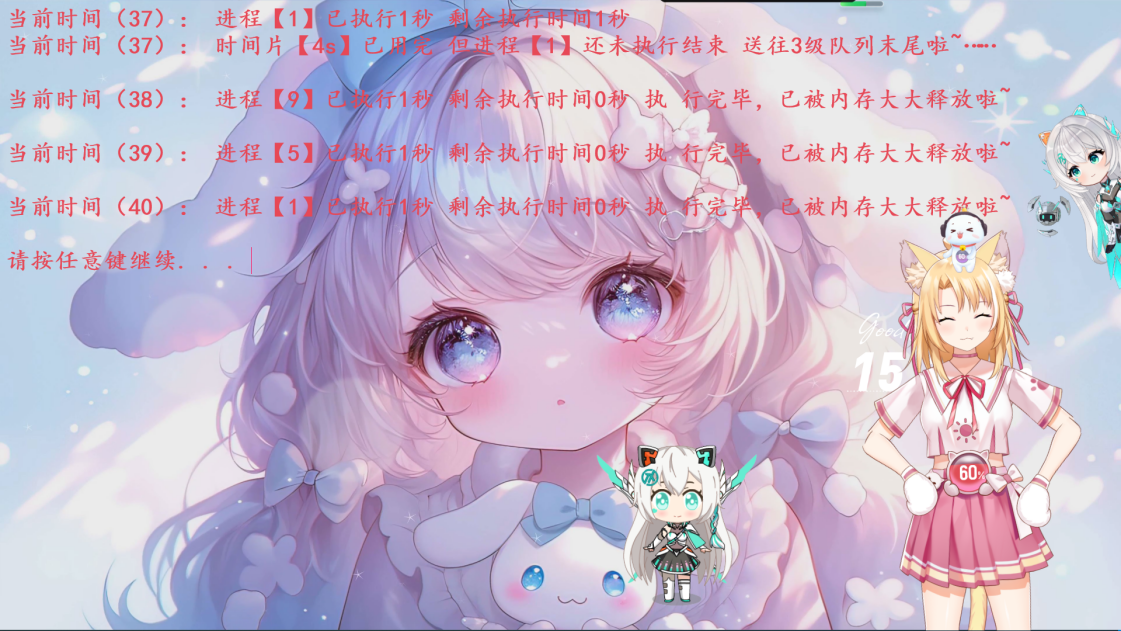 当前时间（37）： 进程【1】已执行1秒 剩余执行时间1秒
当前时间（37）： 时间片【4s】已用完 但进程【1】还未执行结束 送往3级队列末尾啦~……
当前时间（38）： 进程【9】已执行1秒 剩余执行时间0秒 执 行完毕，已被内存大大释放啦~
当前时间（39）： 进程【5】已执行1秒 剩余执行时间0秒 执 行完毕，已被内存大大释放啦~
当前时间（40）： 进程【1】已执行1秒 剩余执行时间0秒 执 行完毕，已被内存大大释放啦~
请按任意键继续. . .
Good
15
60%